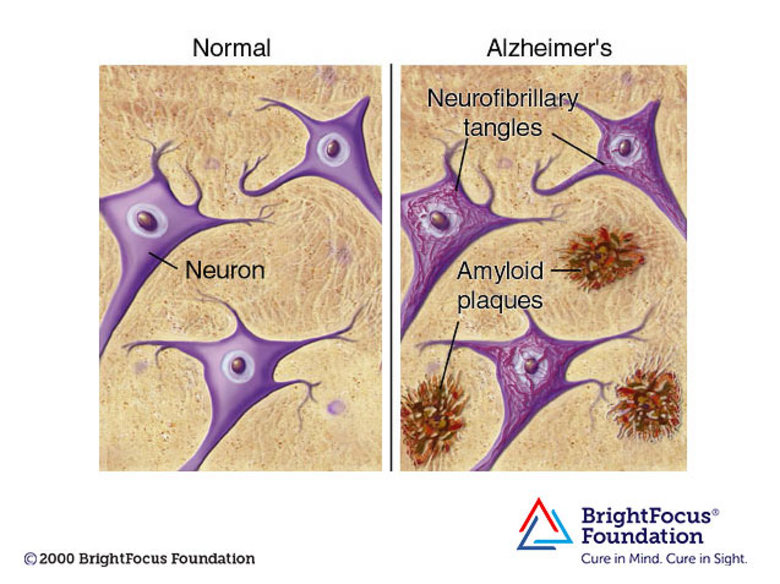 Normal
Alzheimer's
Neurofibrillary
tangles
Neuron
Amyloid
plaques
BrightFocus®
Foundation
Cure in Mind. Cure in Sight.
©2000 BrightFocus Foundation